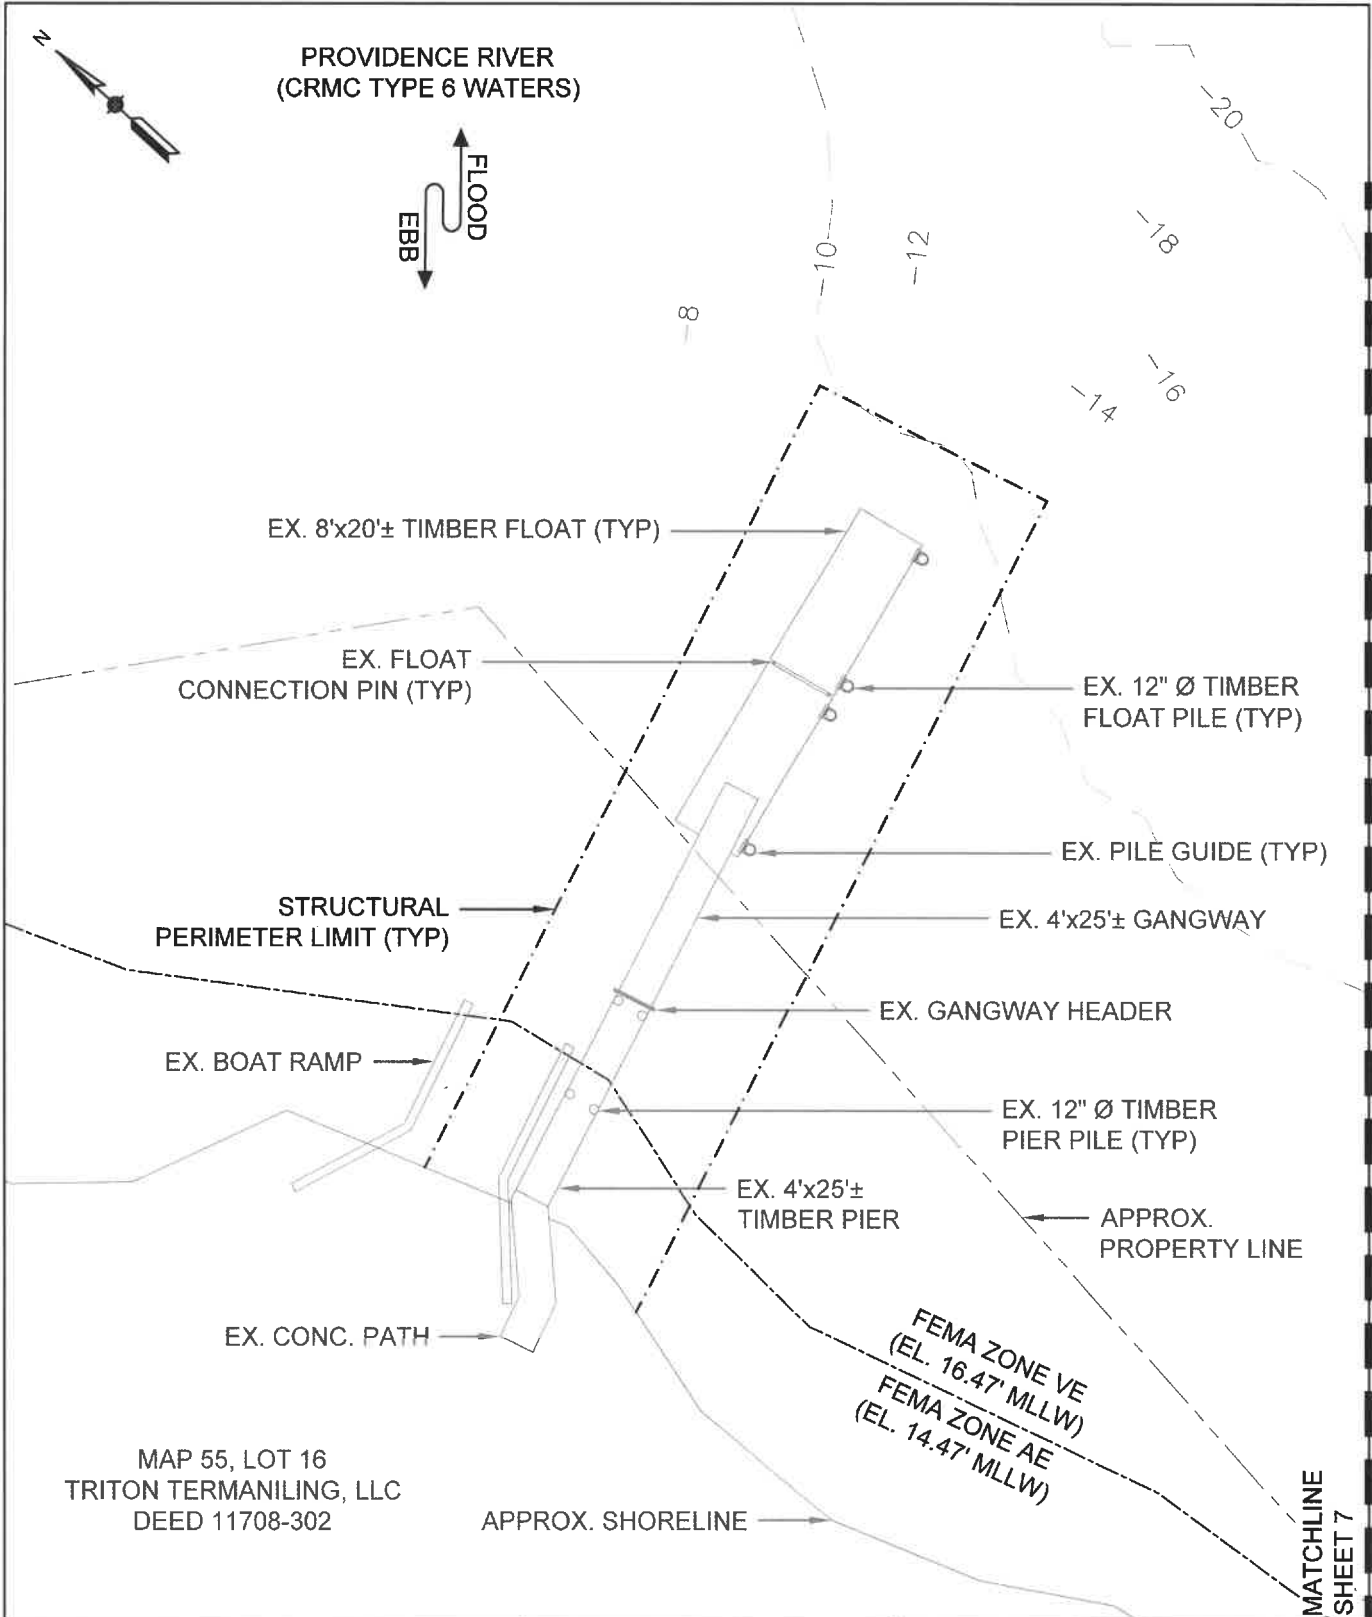 N
PROVIDENCE RIVER
(CRMC TYPE 6 WATERS)
FLOOD
EBB
-20
-18
-10
-12
-8
-16
-14
EX. 8'x20'± TIMBER FLOAT (TYP)
EX. FLOAT
CONNECTION PIN (TYP)
EX. 12" Ø TIMBER
FLOAT PILE (TYP)
EX. PILE GUIDE (TYP)
STRUCTURAL
PERIMETER LIMIT (TYP)
EX. 4'x25'± GANGWAY
EX. GANGWAY HEADER
EX. BOAT RAMP
EX. 12" Ø TIMBER
PIER PILE (TYP)
EX. 4'x25'±
TIMBER PIER
APPROX.
PROPERTY LINE
EX. CONC. PATH
FEMA ZONE VE
(EL. 16.47' MLLW)
FEMA ZONE AE
(EL. 14.47' MLLW)
MAP 55, LOT 16
TRITON TERMANILING, LLC
DEED 11708-302
APPROX. SHORELINE
MATCHLINE
SHEET 7